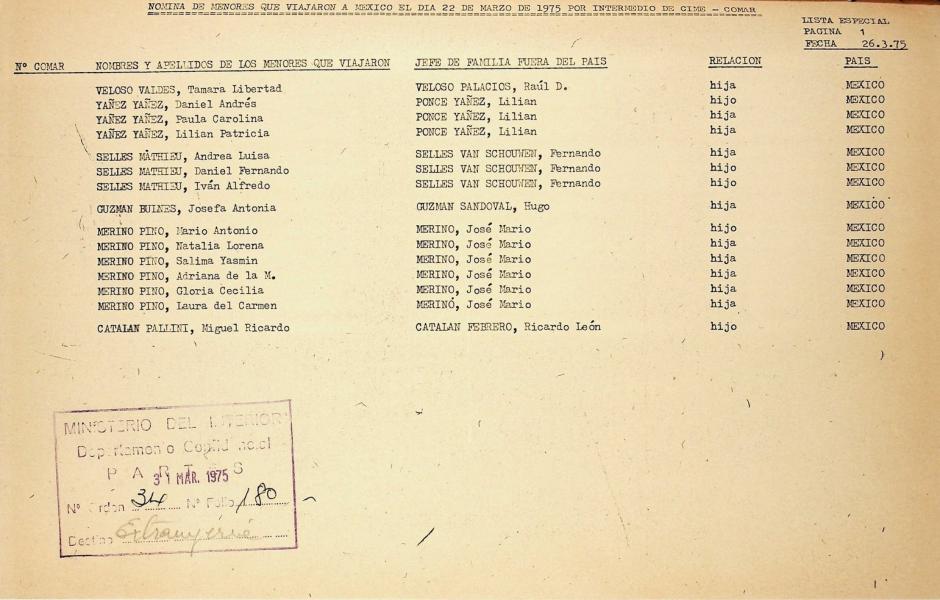 NOMINA DE MENORES QUE VIAJARON A MEXICO EL DIA 22 DE MARZO DE 1975 POR INTERMEDIO DE CIME - COMAR
LISTA ESPECIAL
PAGINA 1
FECHA 26.3.75
Nº COMAR NOMBRES Y APELLIDOS DE LOS MENORES QUE VIAJARON JEFE DE FAMILIA FUERA DEL PAIS RELACION PAIS
VELOSO VALDES, Tamara Libertad VELOSO PALACIOS, Raúl D. hija MEXICO
YAÑEZ YAÑEZ, Daniel Andrés PONCE YAÑEZ, Lilian hijo MEXICO
YAÑEZ YAÑEZ, Paula Carolina PONCE YAÑEZ, Lilian hija MEXICO
YAÑEZ YAÑEZ, Lilian Patricia PONCE YAÑEZ, Lilian hija MEXICO
SELLES MATHIEU, Andrea Luisa SELLES VAN SCHOUWEN, Fernando hija MEXICO
SELLES MATHIEU, Daniel Fernando SELLES VAN SCHOUWEN, Fernando hijo MEXICO
SELLES MATHIEU, Iván Alfredo SELLES VAN SCHOUWEN, Fernando hijo MEXICO
GUZMAN BULNES, Josefa Antonia GUZMAN SANDOVAL, Hugo hija MEXICO
MERINO PINO, Mario Antonio MERINO, José Mario hijo MEXICO
MERINO PINO, Natalia Lorena MERINO, José Mario hija MEXICO
MERINO PINO, Salima Yasmin MERINO, José Mario hija MEXICO
MERINO PINO, Adriana de la M. MERINO, José Mario hija MEXICO
MERINO PINO, Gloria Cecilia MERINO, José Mario hija MEXICO
MERINO PINO, Laura del Carmen MERINO, José Mario hija MEXICO
CATALAN PALLINI, Miguel Ricardo CATALAN FEBRERO, Ricardo León hijo MEXICO
MINISTERIO DEL INTERIOR
Departamento Confidencial
PARTES
31 MAR. 1975
Nº Orden 34 Nº Folio 180
Destino Extranjería